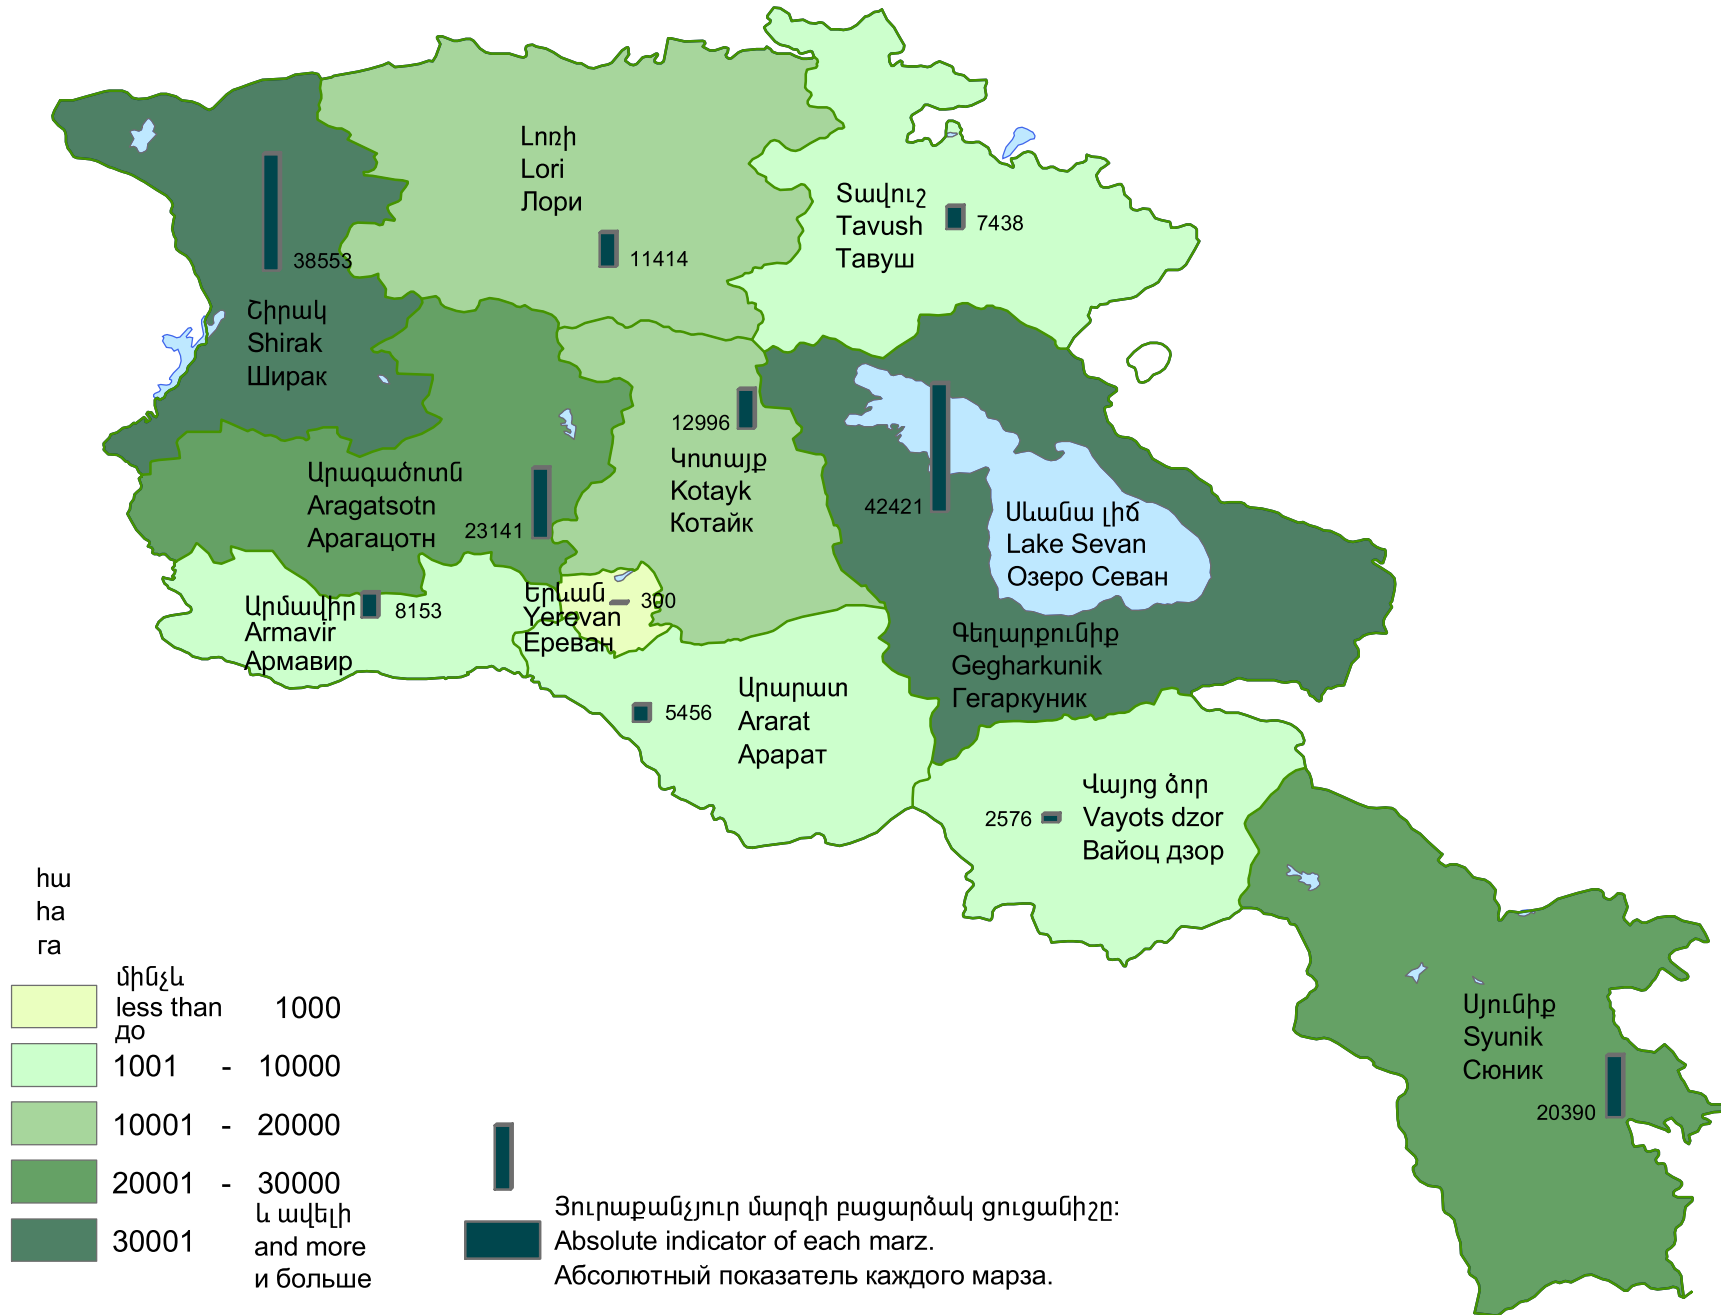 Լոռի
Lori
Лори
11414
Տավուշ
Tavush
Тавуш
7438
38553
Շիրակ
Shirak
Ширак
12996
Կոտայք
Kotayk
Котайк
Արագածոտն
Aragatsotn
Арагацотн
23141
42421
Սևանա լիճ
Lake Sevan
Озеро Севан
Արմավիր
Armavir
Армавир
8153
Երևան
Yerevan
Ереван
300
Գեղարքունիք
Gegharkunik
Гегаркуник
5456
Արարատ
Ararat
Арарат
2576
Վայոց ձոր
Vayots dzor
Вайоц дзор
Սյունիք
Syunik
Сюник
20390
հա
ha
га
մինչև
less than 1000
до
1001 - 10000
10001 - 20000
20001 - 30000
30001 և ավելի
and more
и больше
Յուրաքանչյուր մարզի բացարձակ ցուցանիշը:
Absolute indicator of each marz.
Абсолютный показатель каждого марза.